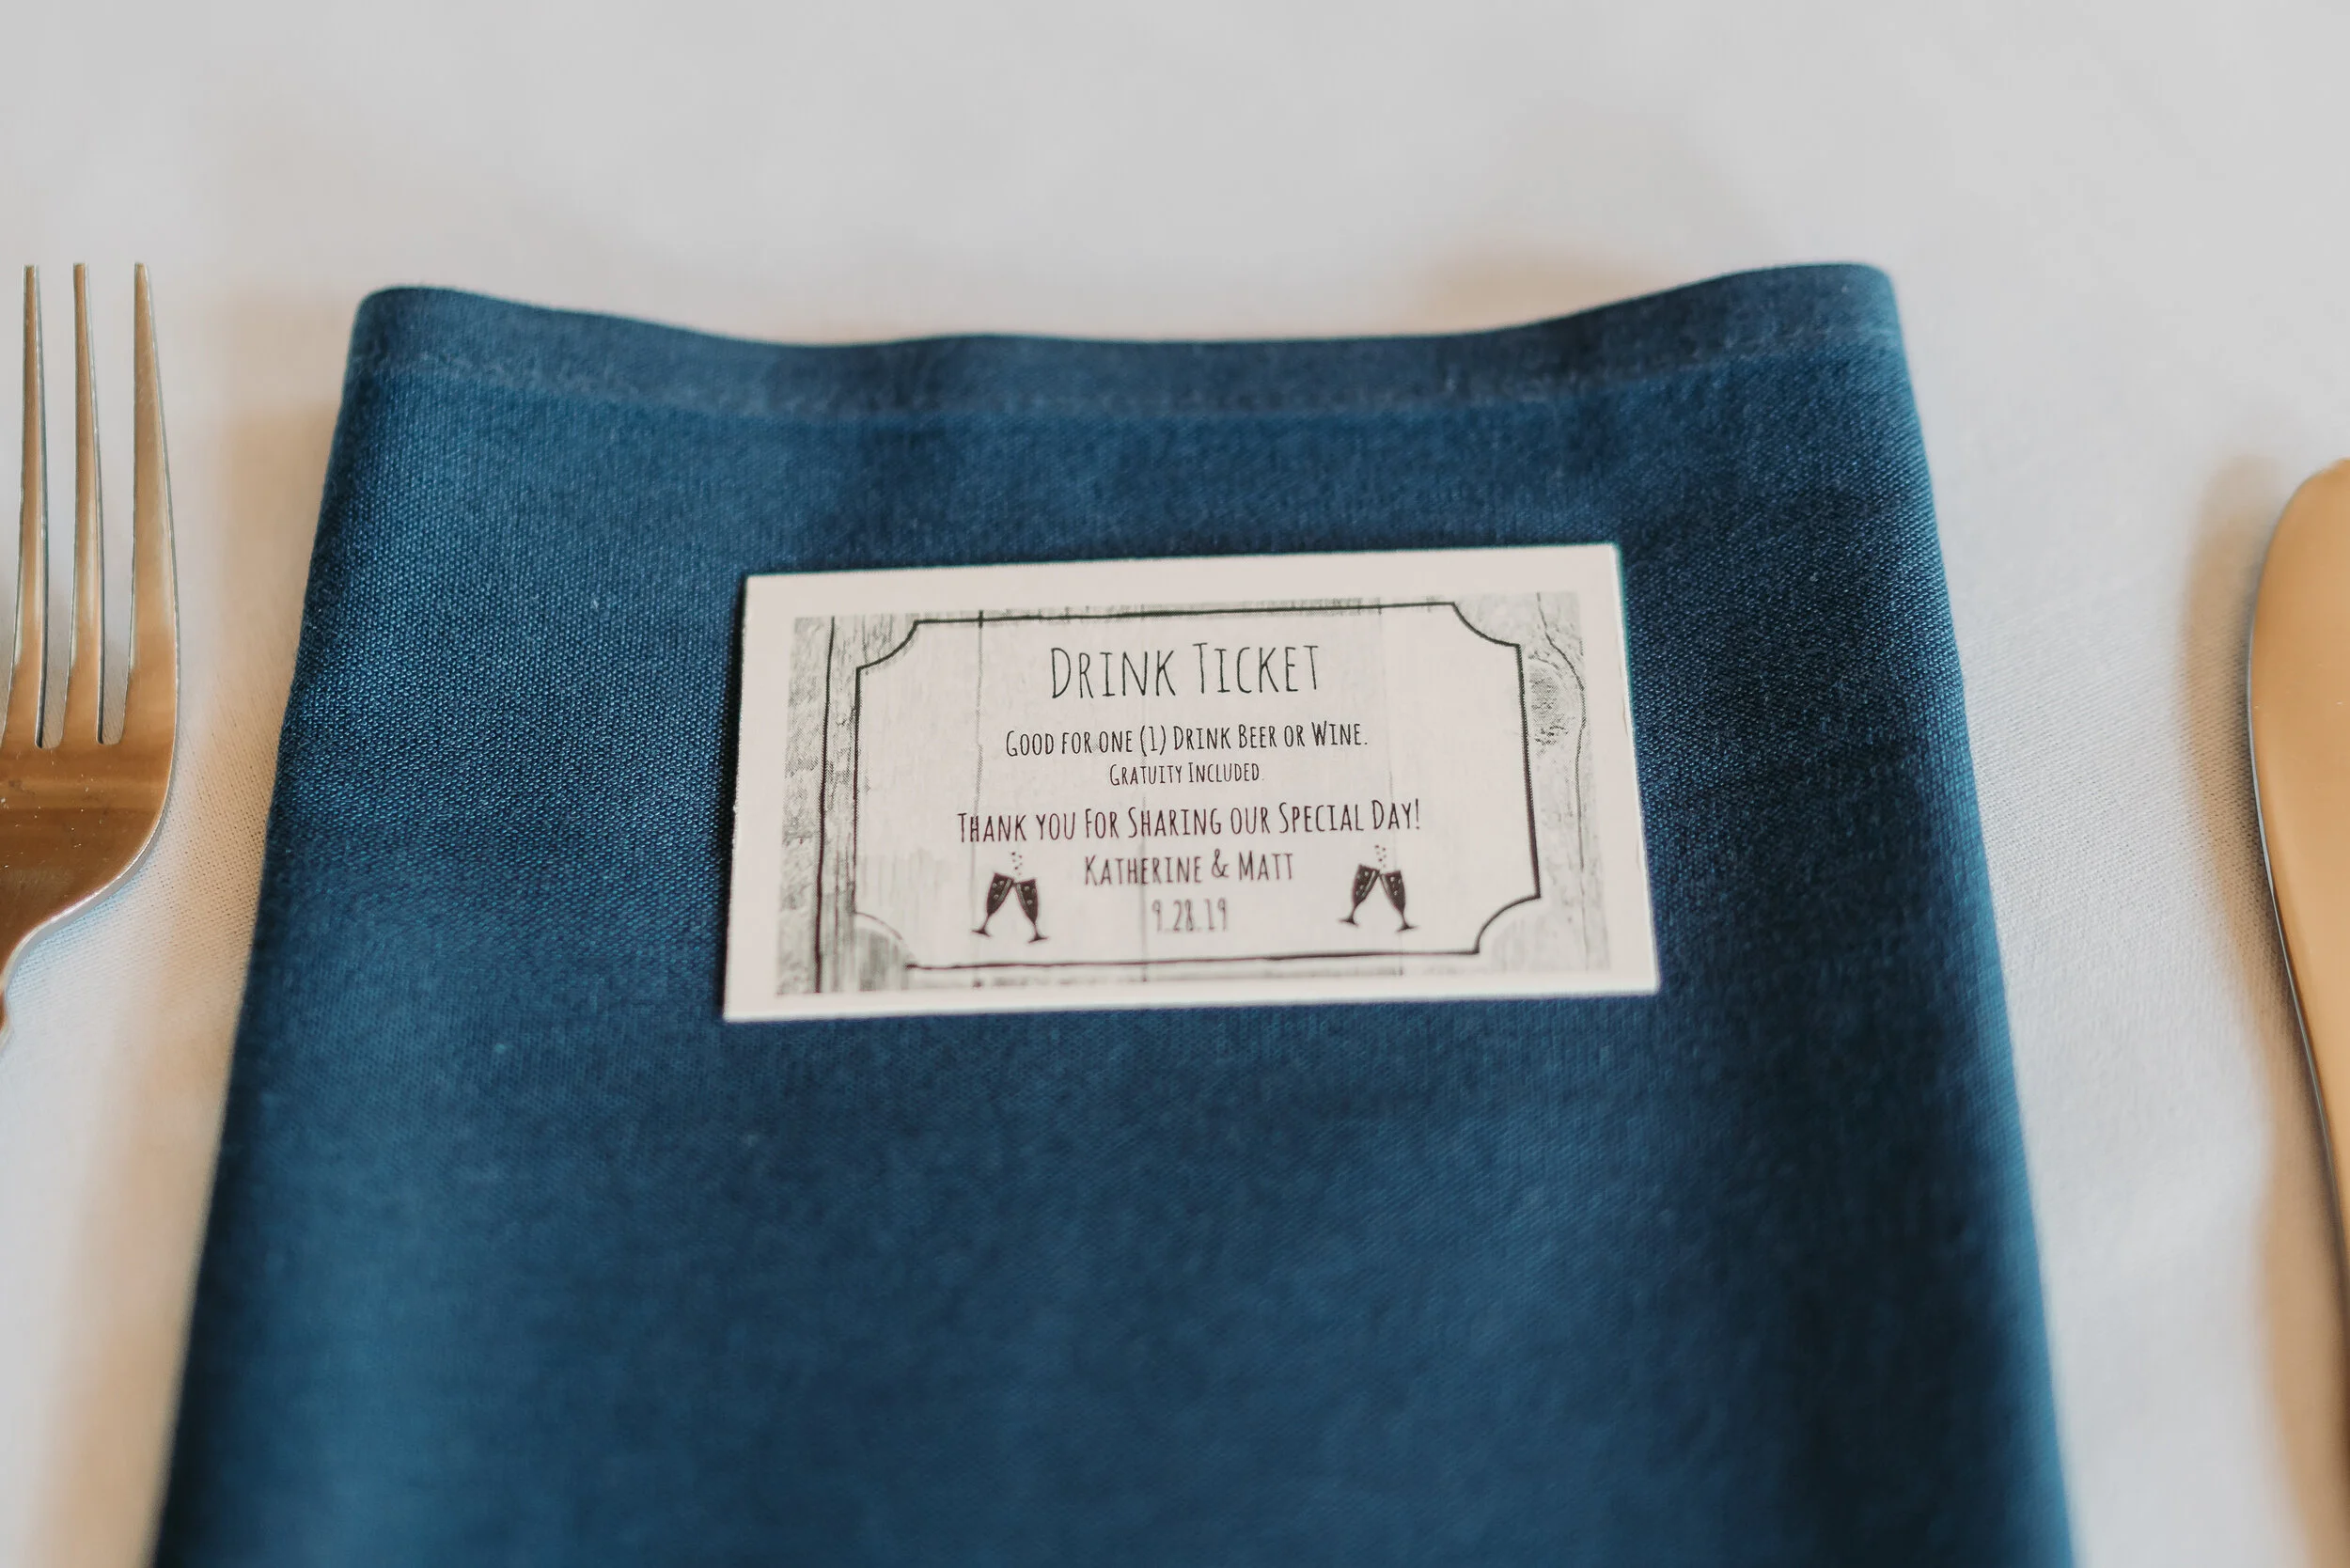 Drink Ticket
Good for one (1) Drink Beer or Wine.
Gratuity Included.
Thank you For Sharing our Special Day!
Katherine & Matt
9.28.19